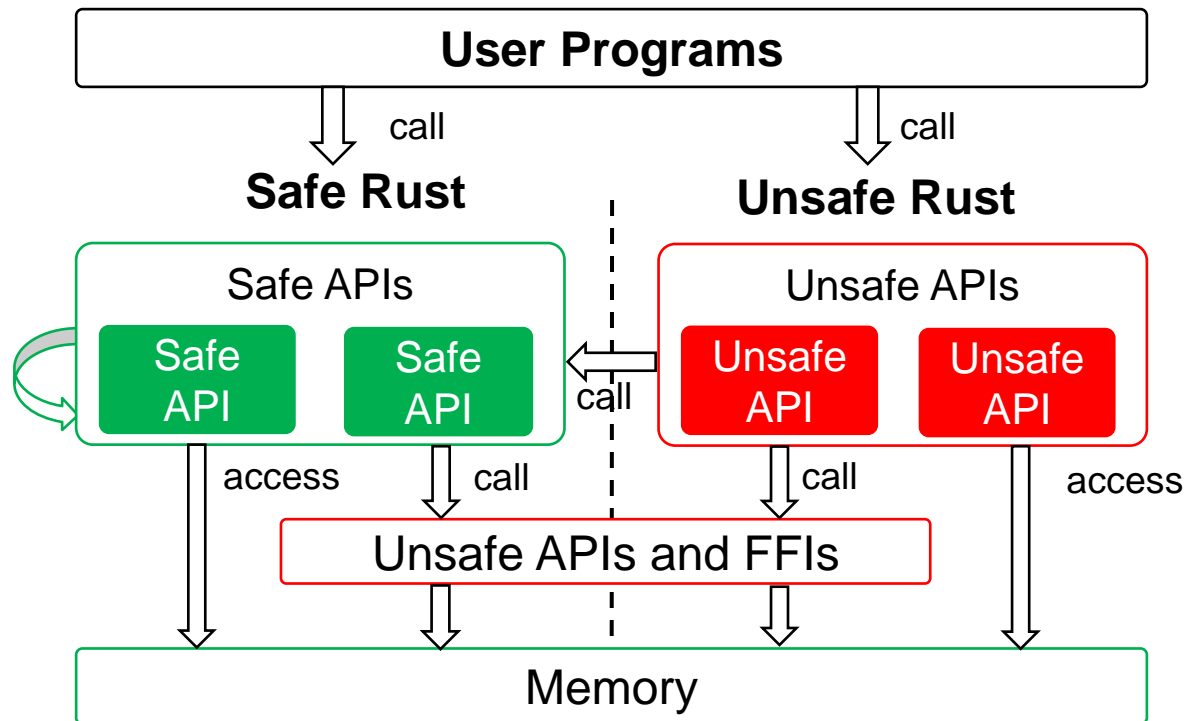 User Programs
call
call
Safe Rust
Unsafe Rust
Safe APIs
Unsafe APIs
Safe
API
Safe
API
call
Unsafe
API
Unsafe
API
access
call
call
access
Unsafe APIs and FFIs
Memory